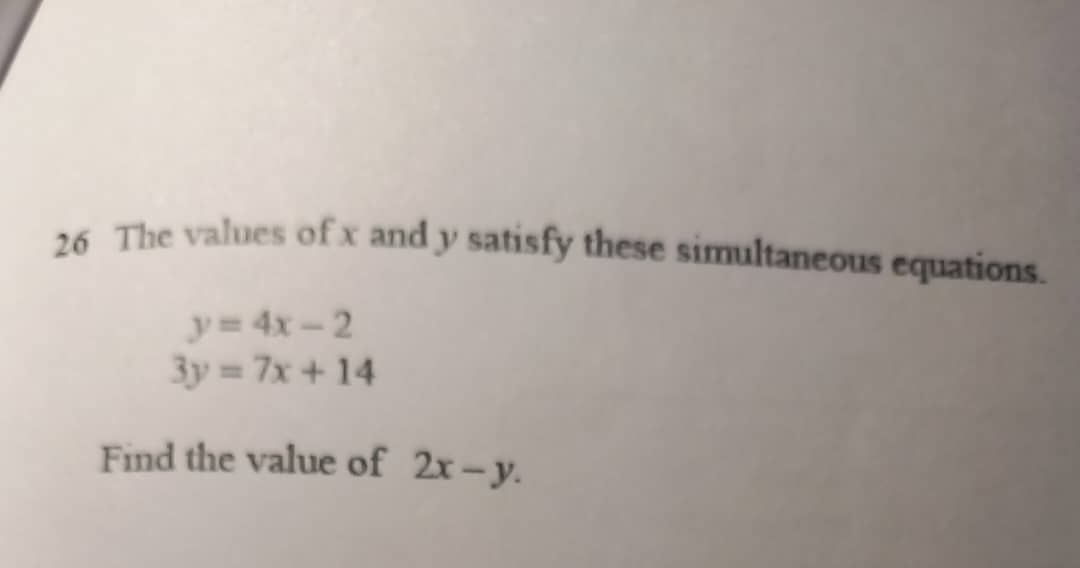 26 The values of x and y satisfy these simultaneous equations.
y = 4x – 2
3y = 7x + 14
Find the value of 2x – y.